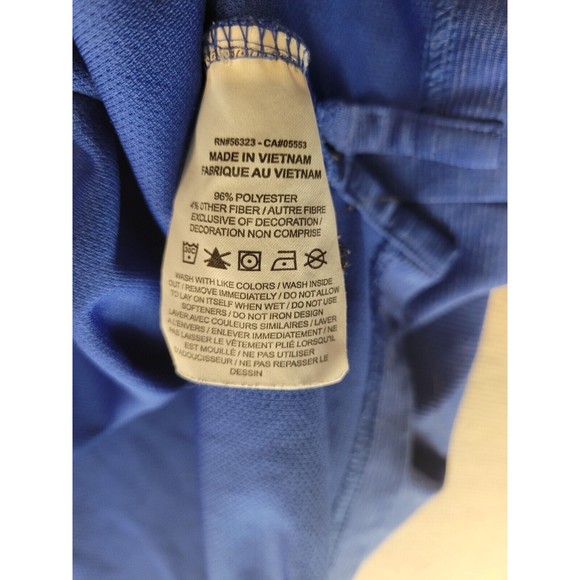 RN#56323 - CA#05553
MADE IN VIETNAM
FABRIQUE AU VIETNAM
96% POLYESTER
4% OTHER FIBER / AUTRE FIBRE
EXCLUSIVE OF DECORATION /
DECORATION NON COMPRISE
30C
WASH WITH LIKE COLORS / WASH INSIDE
OUT / REMOVE IMMEDIATELY / DO NOT ALLOW
TO LAY ON ITSELF WHEN WET / DO NOT USE
SOFTENERS / DO NOT IRON DESIGN
LAVER AVEC COULEURS SIMILAIRES / LAVER
À L'ENVERS / ENLEVER IMMÉDIATEMENT / NE
PAS LAISSER LE VÊTEMENT PLIÉ LORSQU'IL
EST MOUILLÉ / NE PAS UTILISER
D'ADOUCISSEUR / NE PAS REPASSER LE
DESSIN